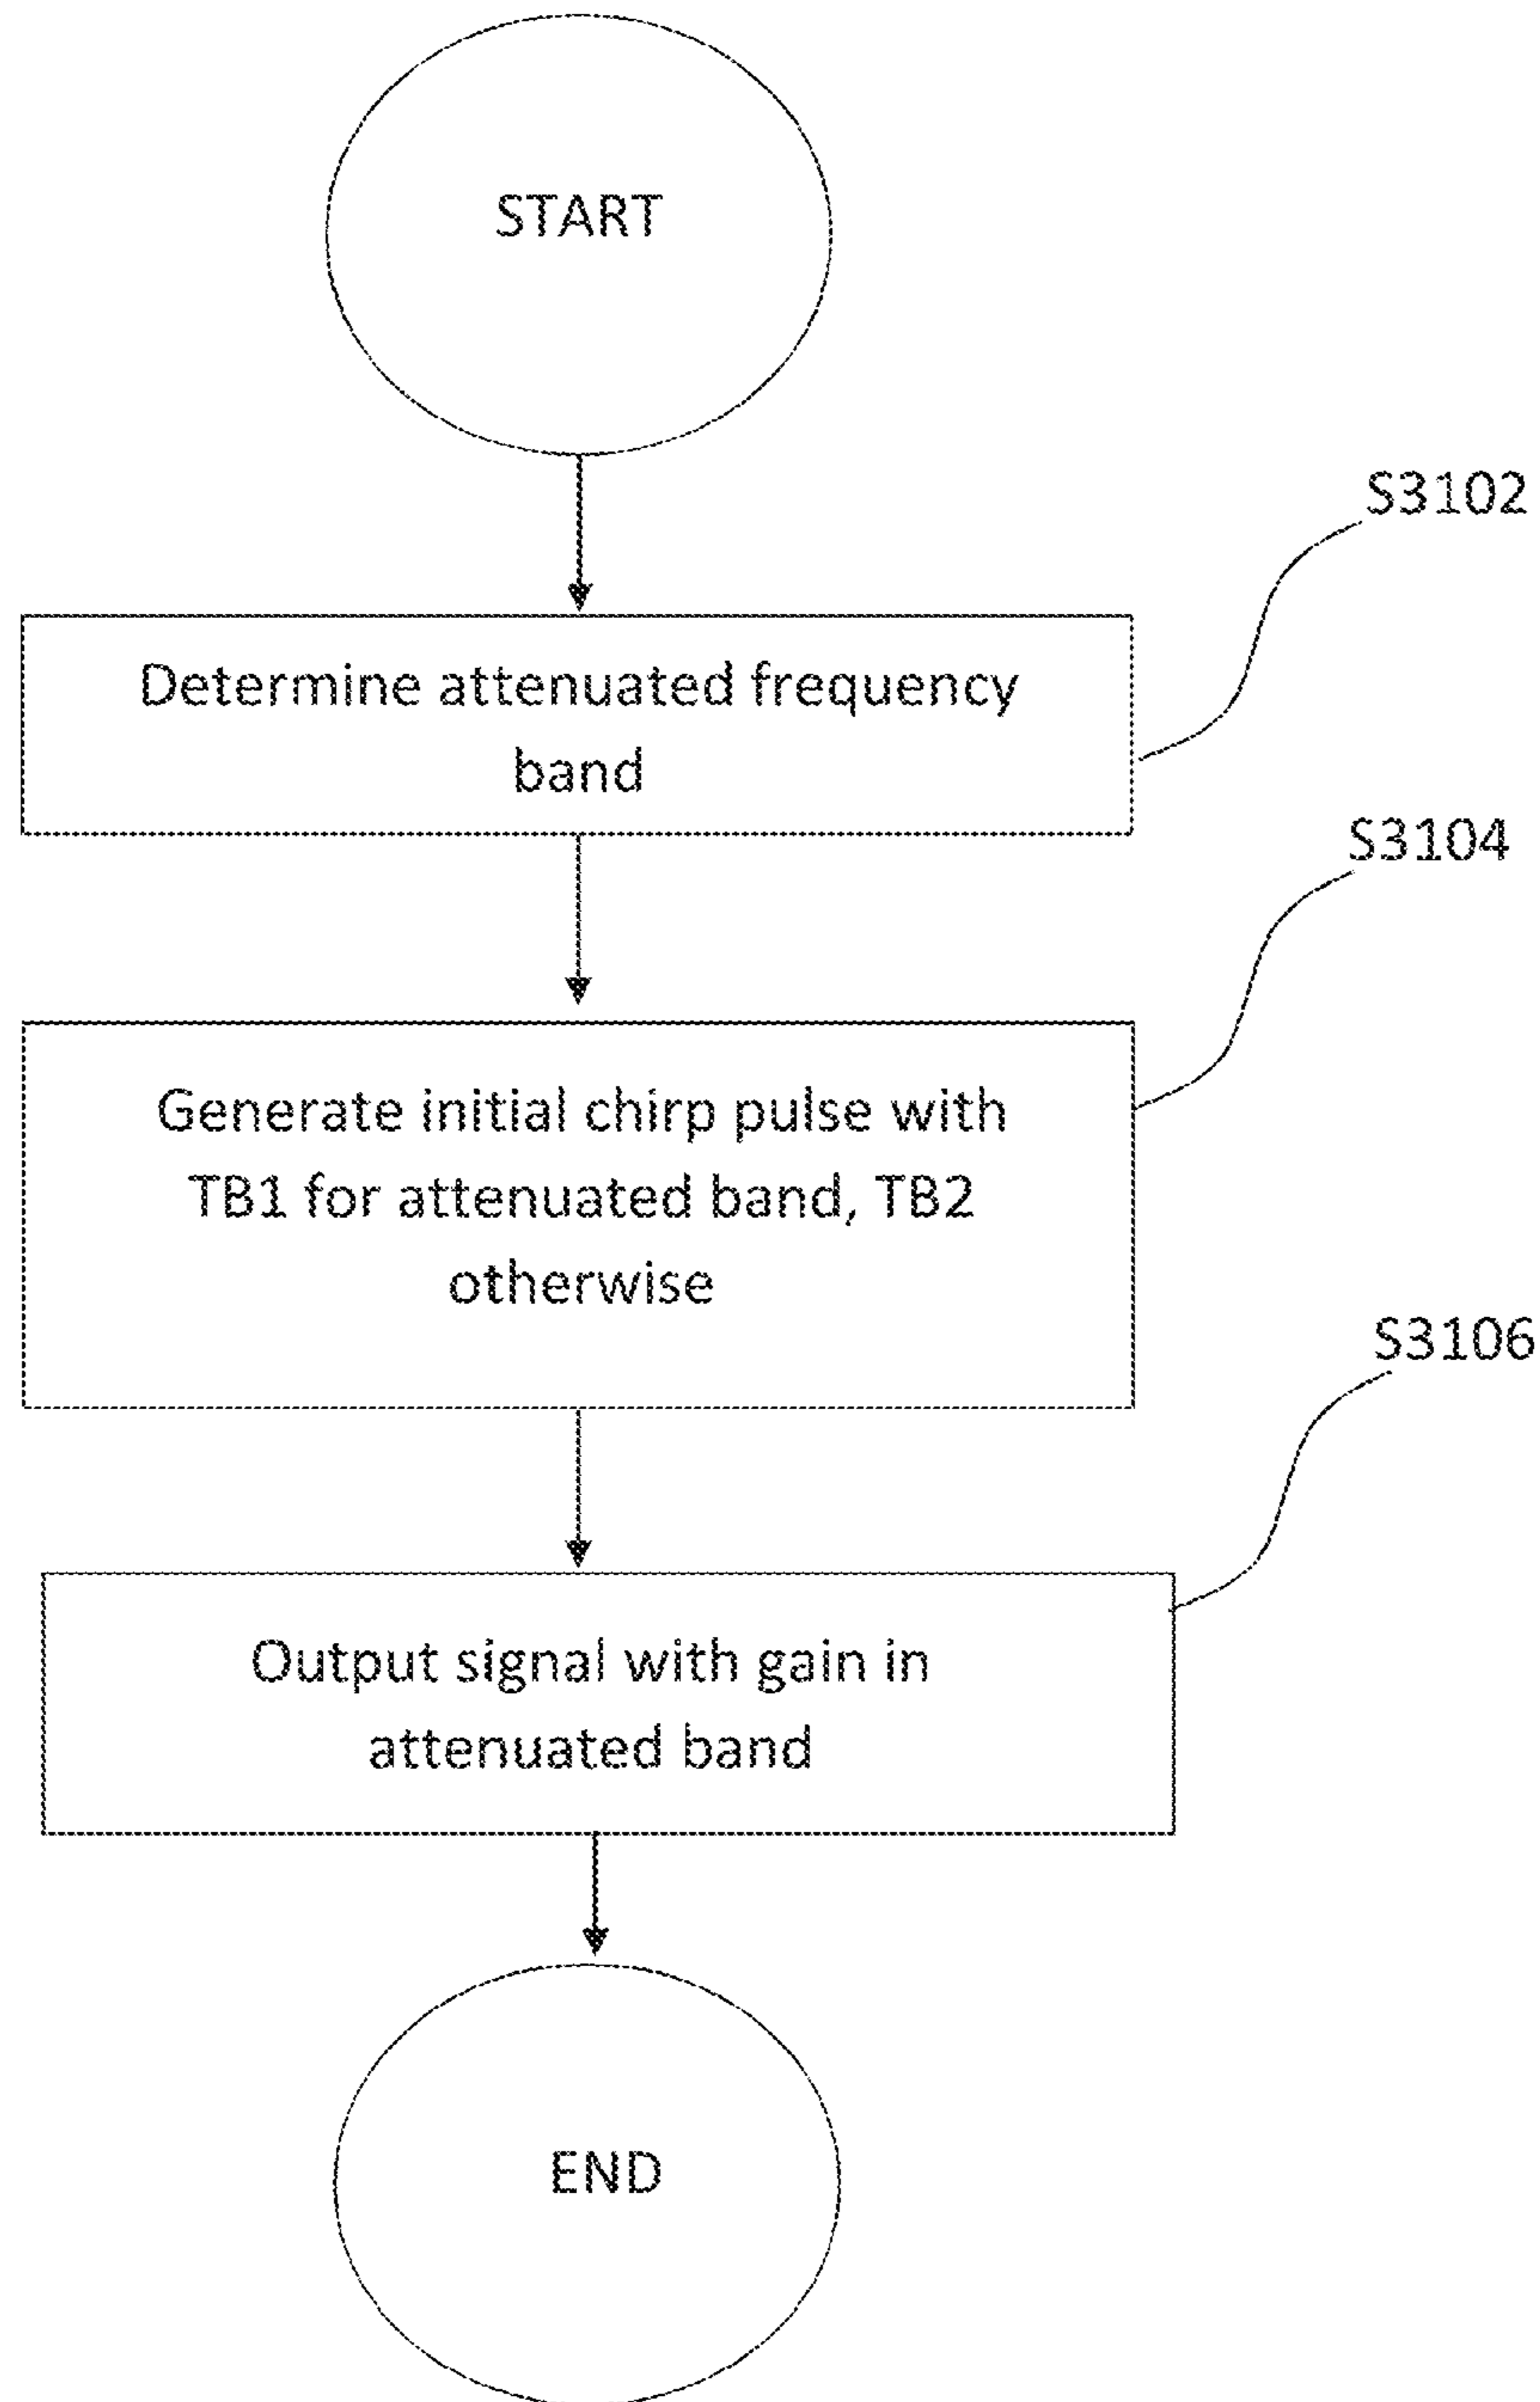 START
S3102
Determine attenuated frequency
band
S3104
Generate initial chirp pulse with
TB1 for attenuated band, TB2
otherwise
S3106
Output signal with gain in
attenuated band
END